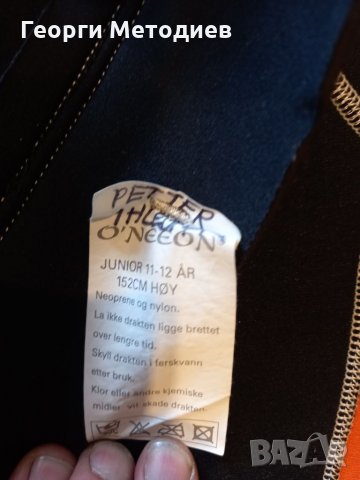 Георги Методиев
PETTER
O'NEEON
JUNIOR 11-12 ÅR
152CM HØY
Neoprene og nylon.
La ikke drakten ligge brettet
over lengre tid.
Skyll drakten i ferskvann
etter bruk.
Klor eller andre kjemiske
midler vil skade drakten.
BAZAR